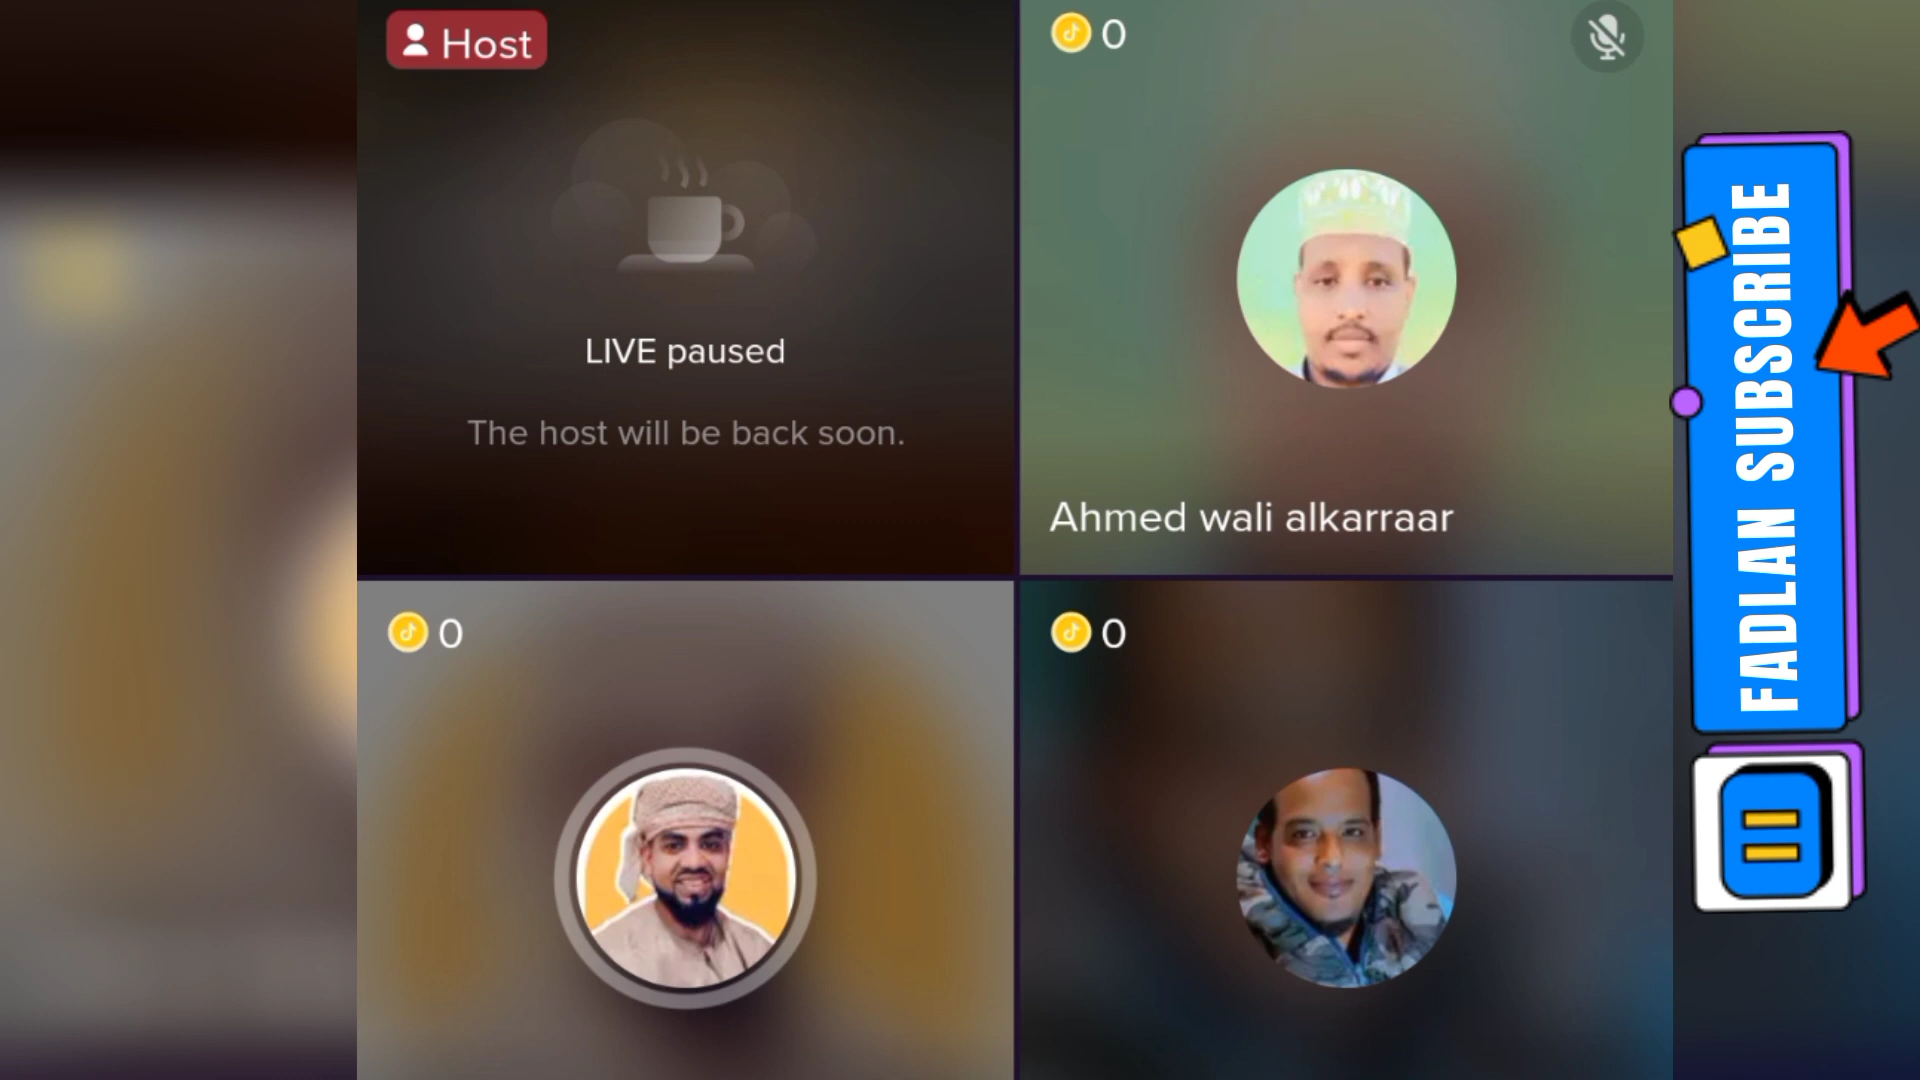 Host
LIVE paused
The host will be back soon.
0
Ahmed wali alkarraar
0
0
FADLAN SUBSCRIBE